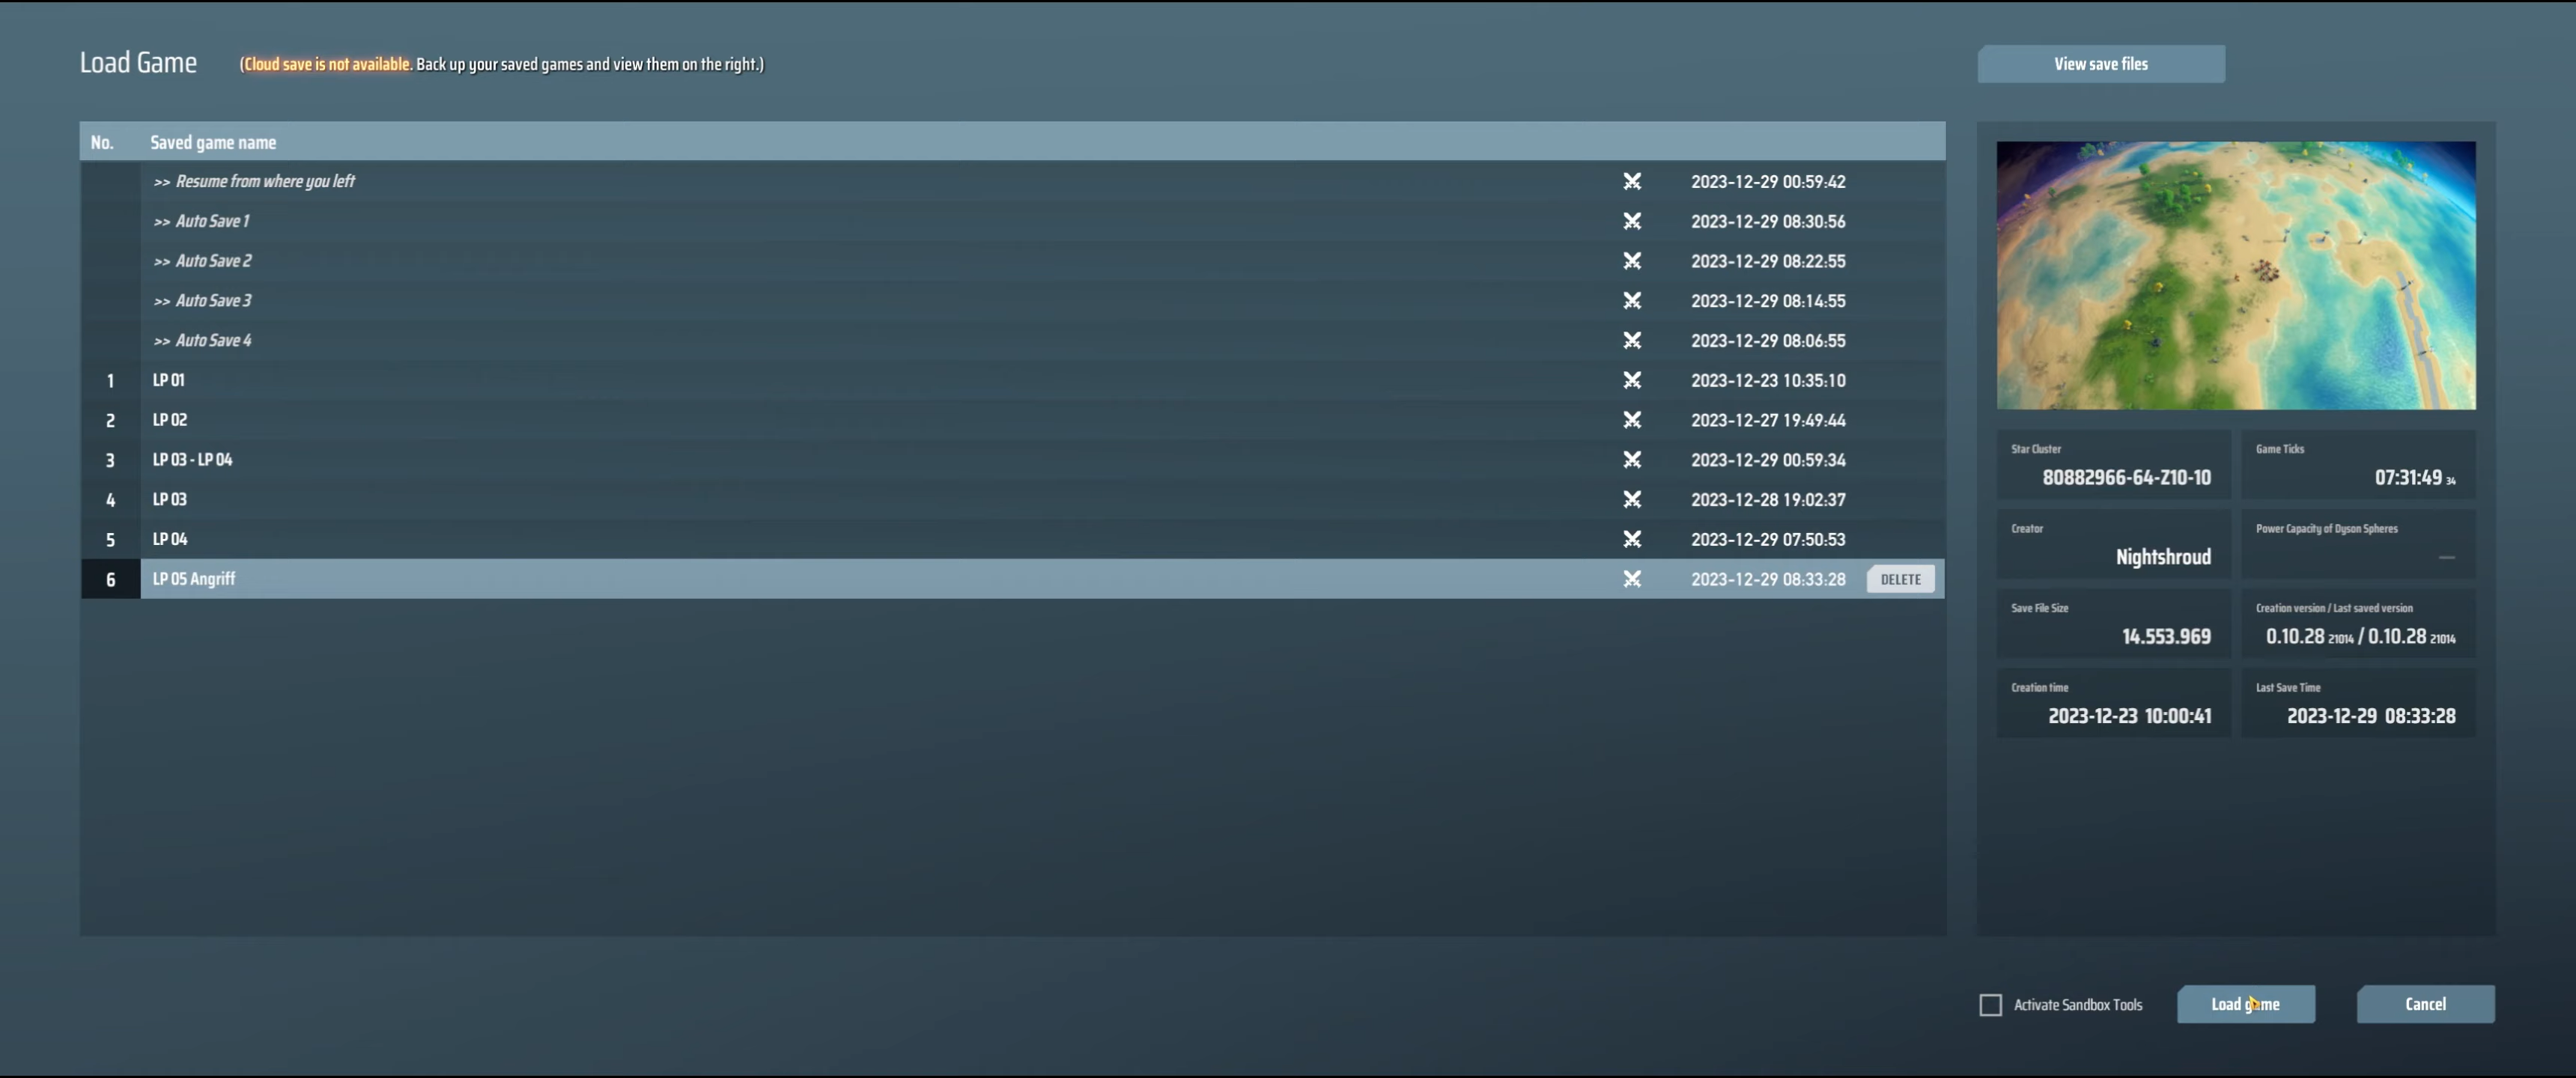 Load Game (Cloud save is not available. Back up your saved games and view them on the right.)
View save files
No. Saved game name
>> Resume from where you left 2023-12-29 00:59:42
>> Auto Save 1 2023-12-29 08:30:56
>> Auto Save 2 2023-12-29 08:22:55
>> Auto Save 3 2023-12-29 08:14:55
>> Auto Save 4 2023-12-29 08:06:55
1 LP 01 2023-12-23 10:35:10
2 LP 02 2023-12-27 19:49:44
3 LP 03 - LP 04 2023-12-29 00:59:34
4 LP 03 2023-12-28 19:02:37
5 LP 04 2023-12-29 07:50:53
6 LP 05 Angriff 2023-12-29 08:33:28 DELETE
Star Cluster
80882966-64-Z10-10
Game Ticks
07:31:49 34
Creator
Nightshroud
Power Capacity of Dyson Spheres
—
Save File Size
14.553.969
Creation version / Last saved version
0.10.28 21014 / 0.10.28 21014
Creation time
2023-12-23 10:00:41
Last Save Time
2023-12-29 08:33:28
Activate Sandbox Tools
Load game
Cancel